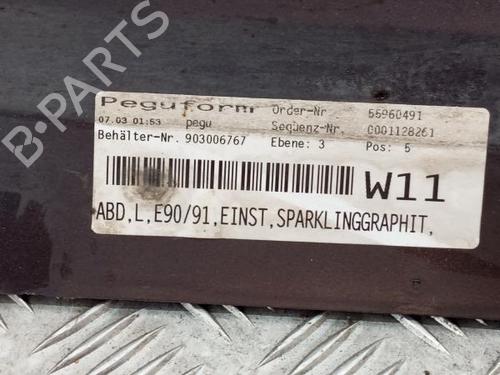 Peguform Order-Nr 55960491
07.03 01:53 pegu Sequenz-Nr. 0001128261
Behälter-Nr. 903006767 Ebene: 3 Pos: 5
W11
ABD,L,E90/91,EINST,SPARKLINGGRAPHIT,
B-PARTS